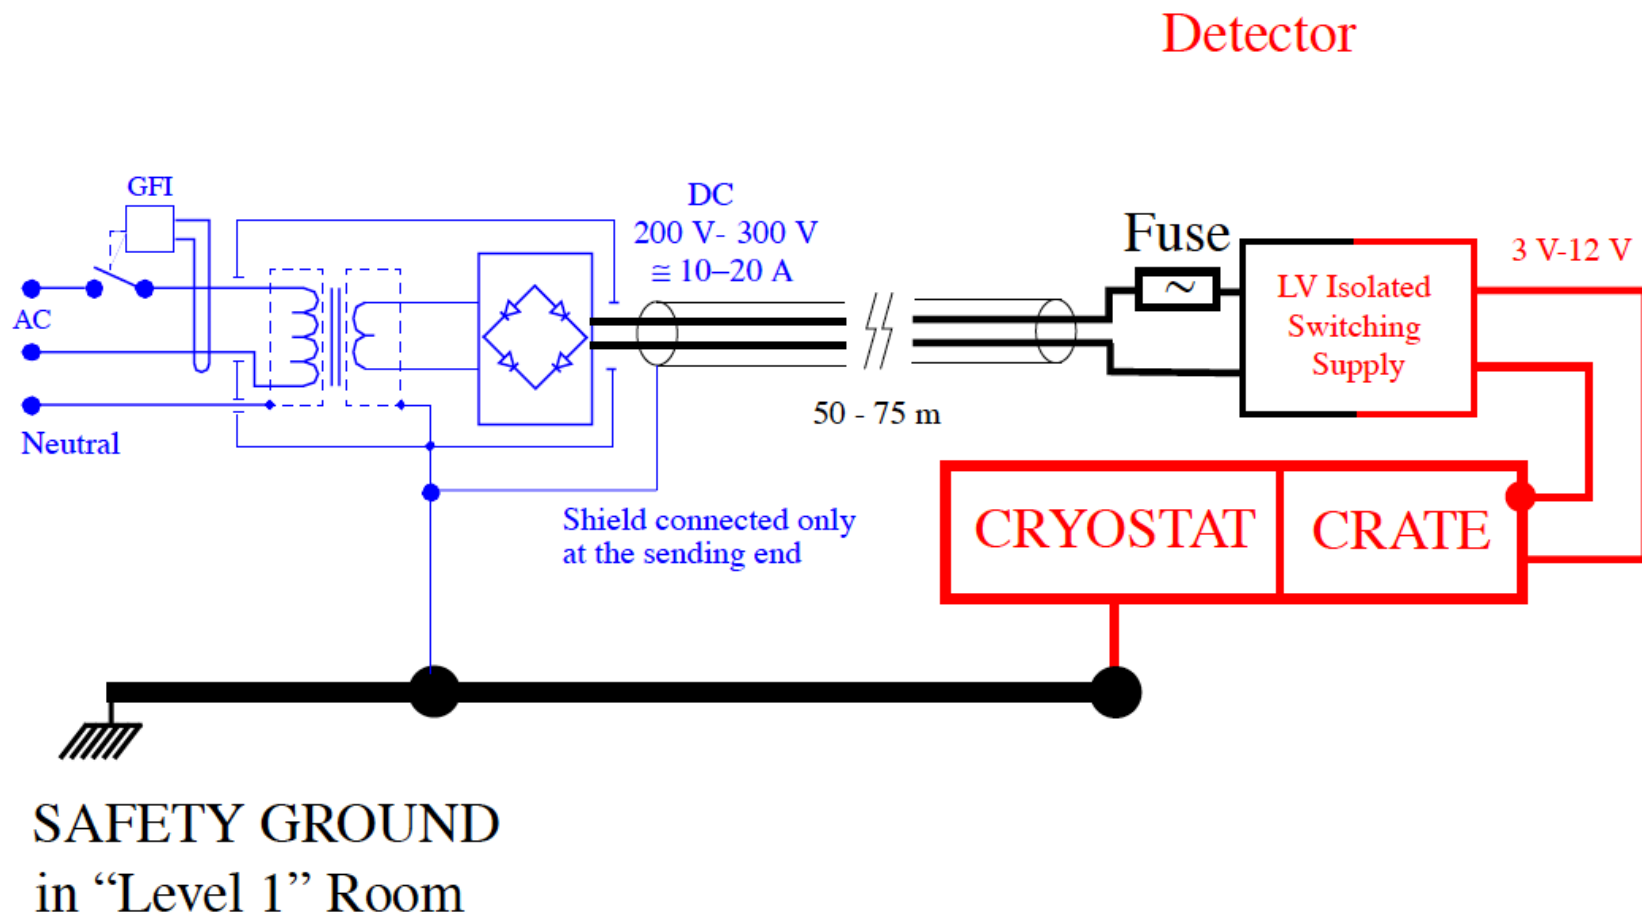 Detector
GFI
DC
200 V- 300 V
≅ 10–20 A
Fuse
~
3 V-12 V
LV Isolated
Switching
Supply
AC
50 - 75 m
Neutral
Shield connected only
at the sending end
CRYOSTAT
CRATE
SAFETY GROUND
in “Level 1” Room